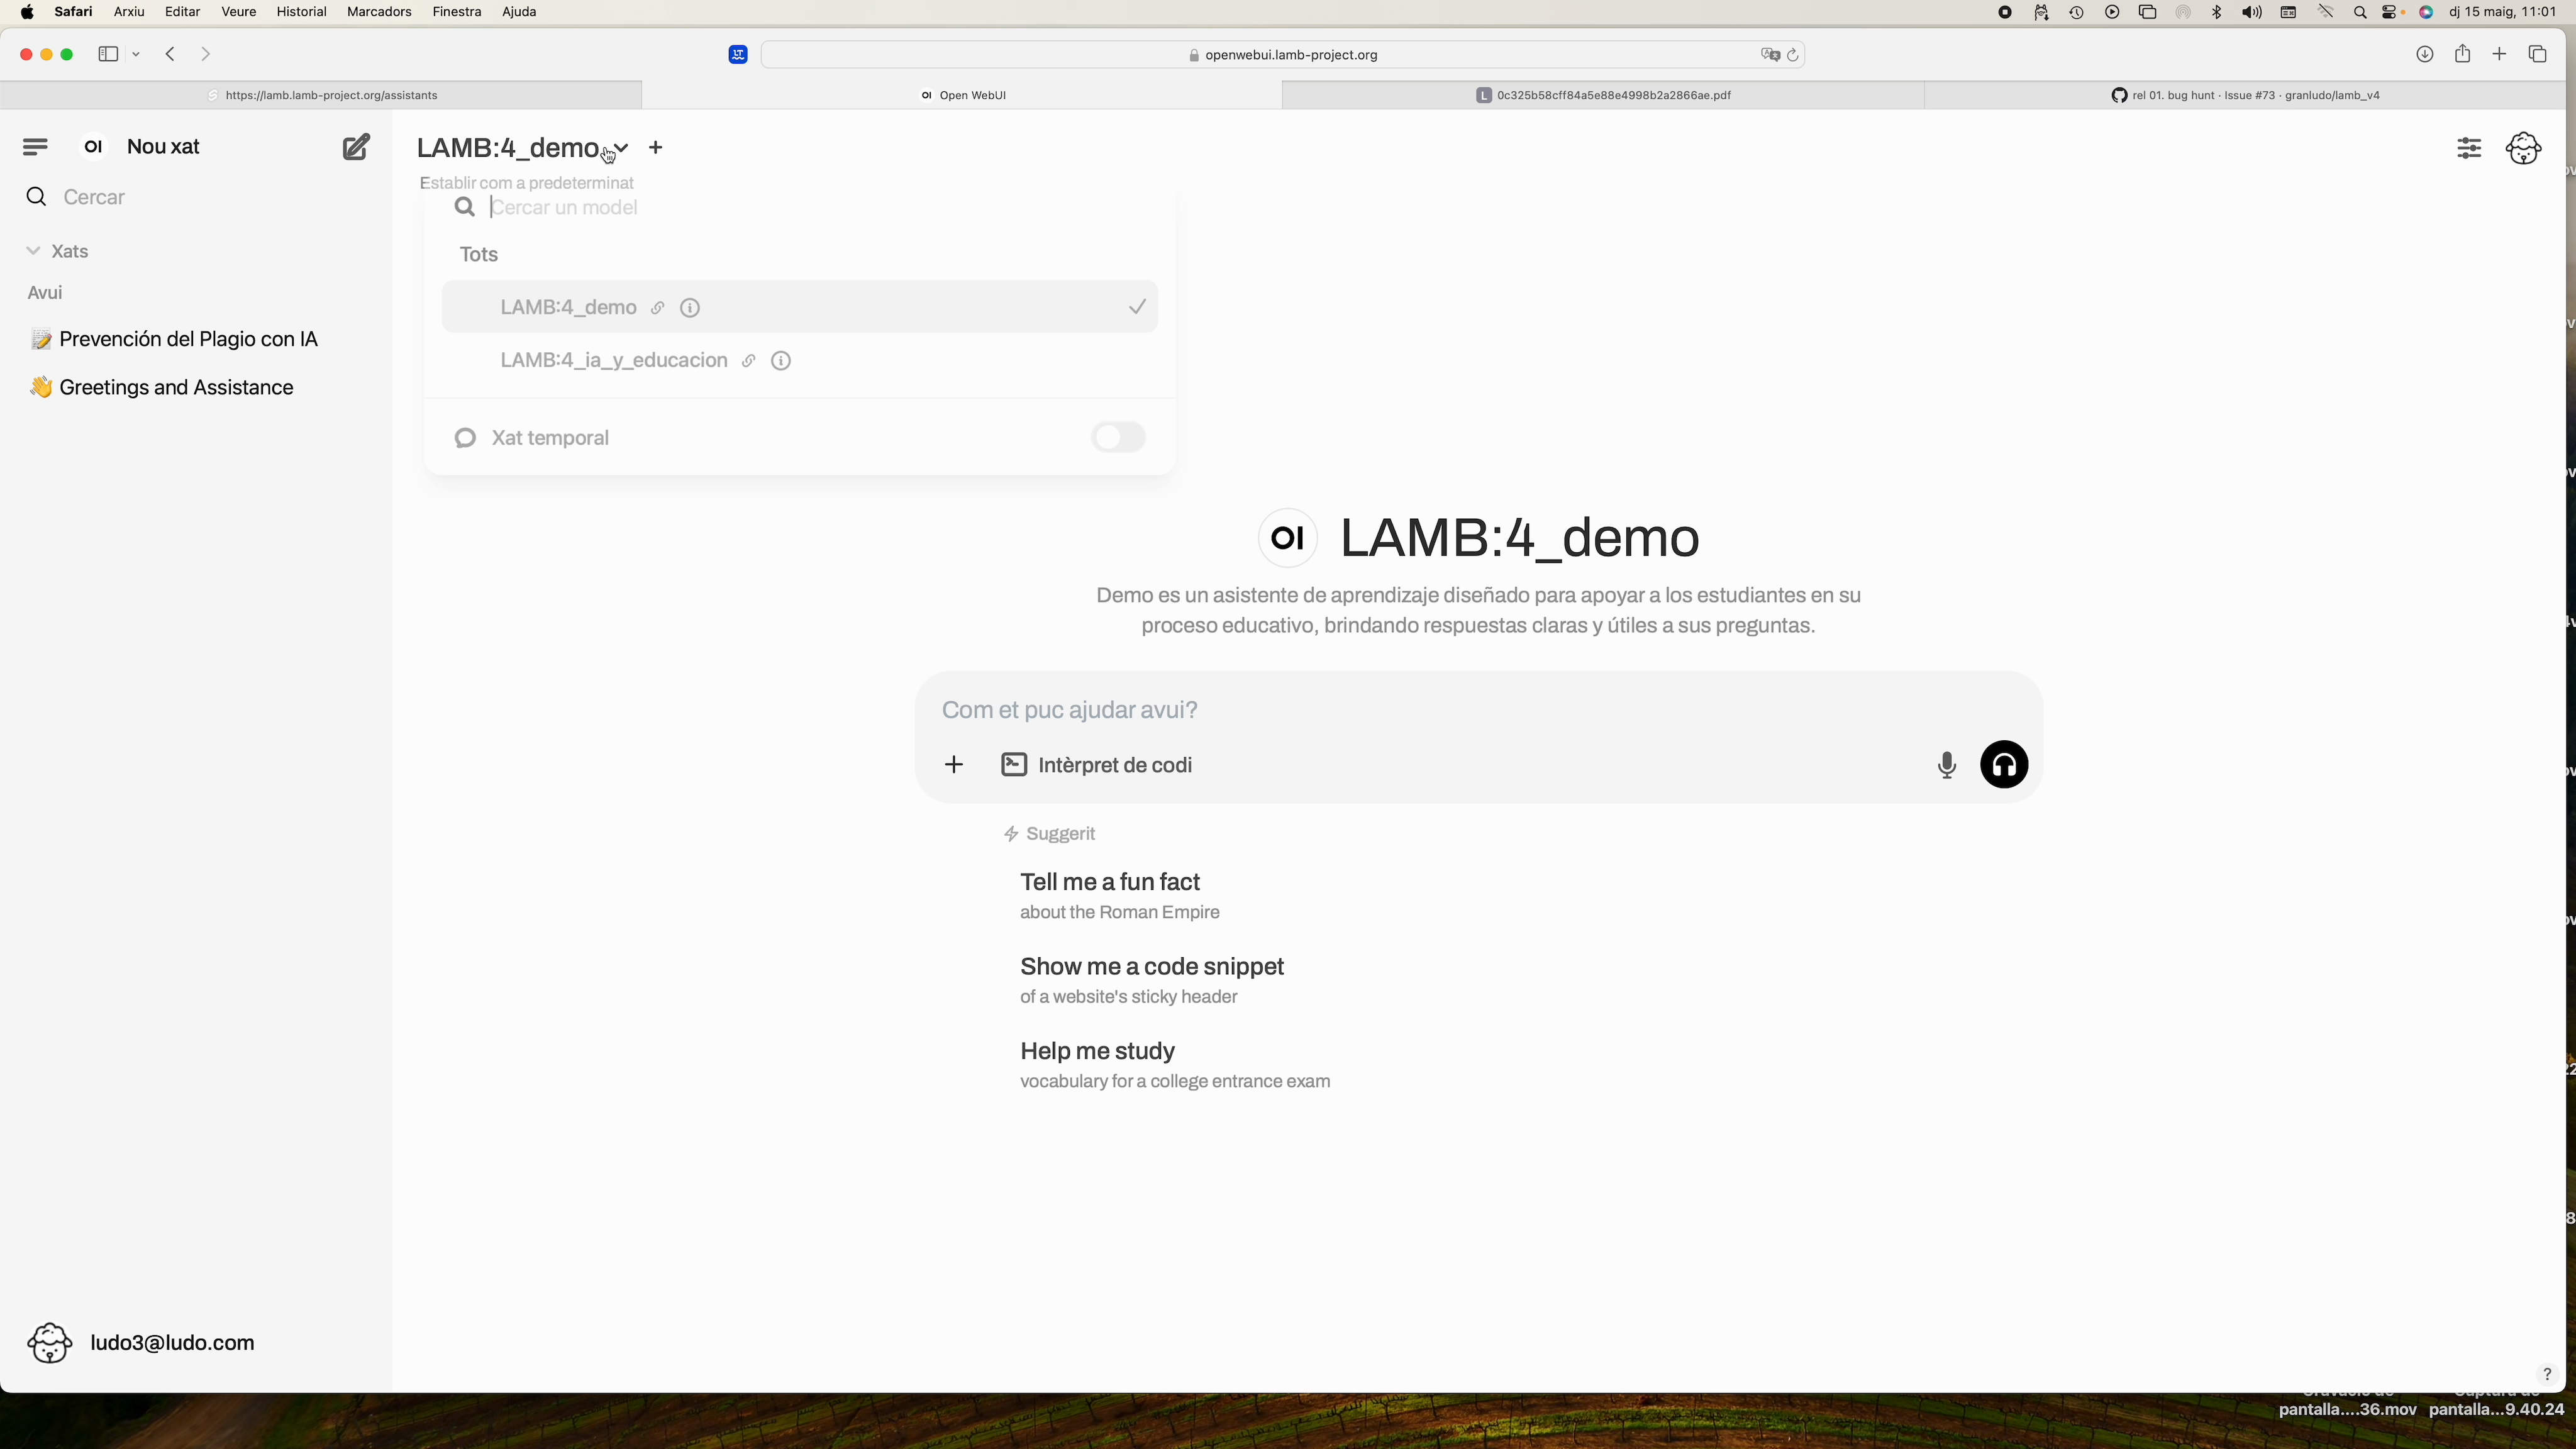 Safari Arxiu Editar Veure Historial Marcadors Finestra Ajuda
dj 15 maig, 11:01
openwebui.lamb-project.org
https://lamb.lamb-project.org/assistants
OI Open WebUI
L 0c325b58cff84a5e88e4998b2a2866ae.pdf
rel 01. bug hunt · Issue #73 · granludo/lamb_v4
OI Nou xat
Cercar
Xats
Avui
Prevención del Plagio con IA
Greetings and Assistance
LAMB:4_demo
Establir com a predeterminat
Cercar un model
Tots
LAMB:4_demo
LAMB:4_ia_y_educacion
Xat temporal
OI LAMB:4_demo
Demo es un asistente de aprendizaje diseñado para apoyar a los estudiantes en su
proceso educativo, brindando respuestas claras y útiles a sus preguntas.
Com et puc ajudar avui?
Intèrpret de codi
Suggerit
Tell me a fun fact
about the Roman Empire
Show me a code snippet
of a website's sticky header
Help me study
vocabulary for a college entrance exam
ludo3@ludo.com
?
pantalla....36.mov pantalla...9.40.24